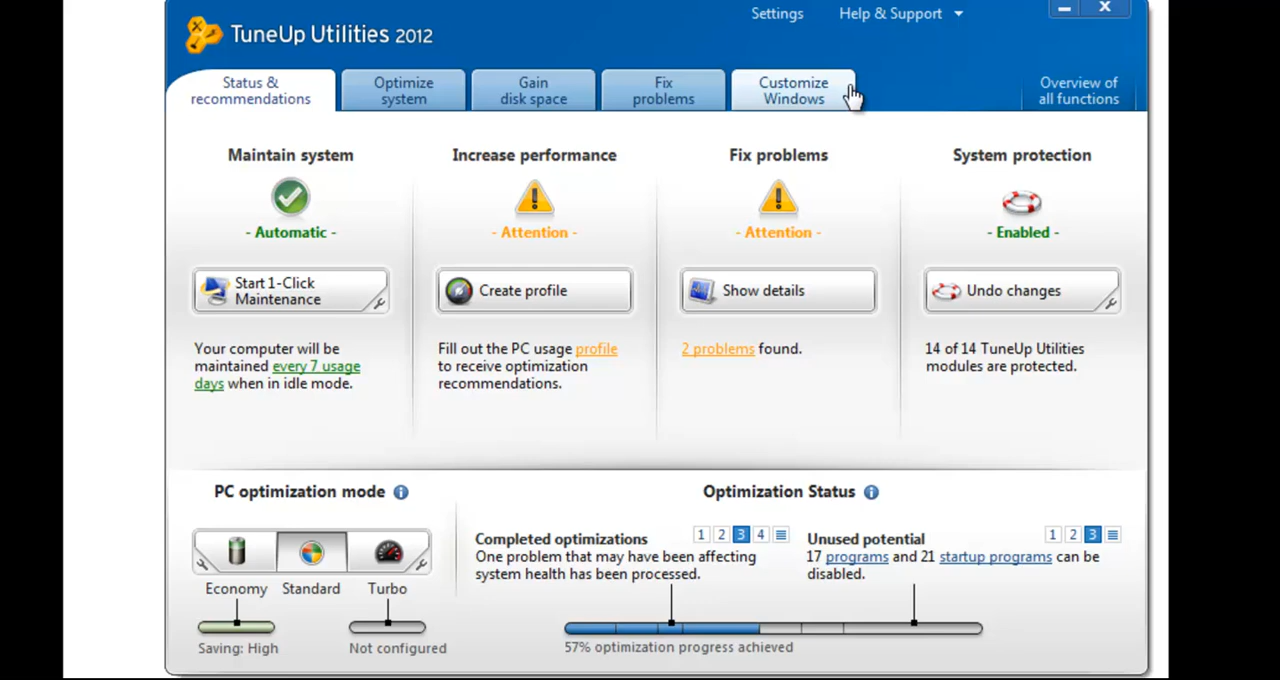 Settings
Help & Support
TuneUp Utilities 2012
Status &
recommendations
Optimize
system
Gain
disk space
Fix
problems
Customize
Windows
Overview of
all functions
Maintain system
- Automatic -
Start 1-Click
Maintenance
Your computer will be
maintained every 7 usage
days when in idle mode.
Increase performance
- Attention -
Create profile
Fill out the PC usage profile
to receive optimization
recommendations.
Fix problems
- Attention -
Show details
2 problems found.
System protection
- Enabled -
Undo changes
14 of 14 TuneUp Utilities
modules are protected.
PC optimization mode
Economy
Standard
Turbo
Saving: High
Not configured
Optimization Status
Completed optimizations
1 2 3 4
One problem that may have been affecting
system health has been processed.
Unused potential
1 2 3
17 programs and 21 startup programs can be
disabled.
57% optimization progress achieved